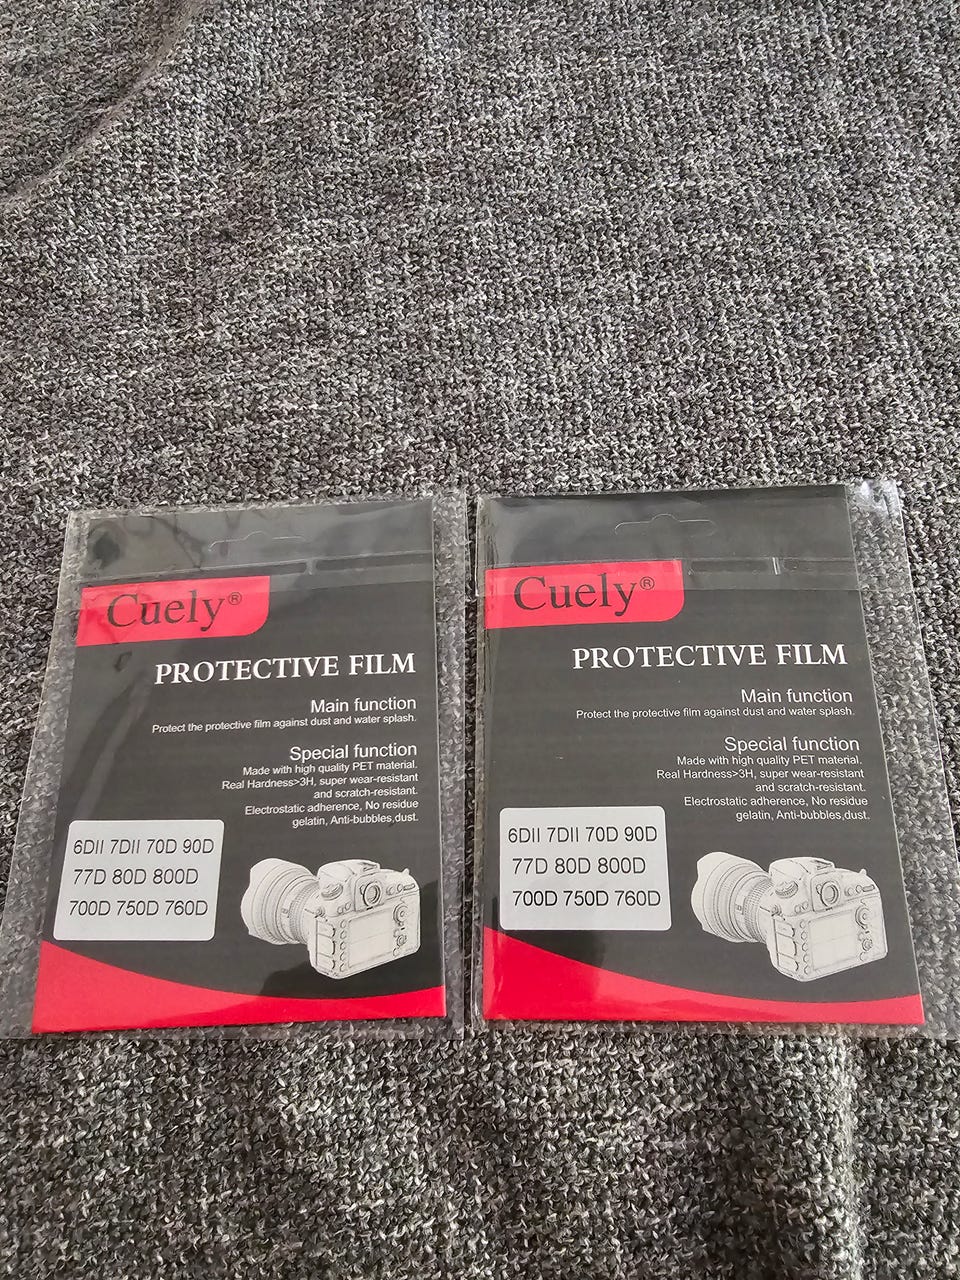 Cuely®
PROTECTIVE FILM
Main function
Protect the protective film against dust and water splash.
Special function
Made with high quality PET material.
Real Hardness>3H, super wear-resistant
and scratch-resistant.
Electrostatic adherence, No residue
gelatin, Anti-bubbles,dust.
6DII 7DII 70D 90D
77D 80D 800D
700D 750D 760D
Cuely®
PROTECTIVE FILM
Main function
Protect the protective film against dust and water splash.
Special function
Made with high quality PET material.
Real Hardness>3H, super wear-resistant
and scratch-resistant.
Electrostatic adherence, No residue
gelatin, Anti-bubbles,dust.
6DII 7DII 70D 90D
77D 80D 800D
700D 750D 760D